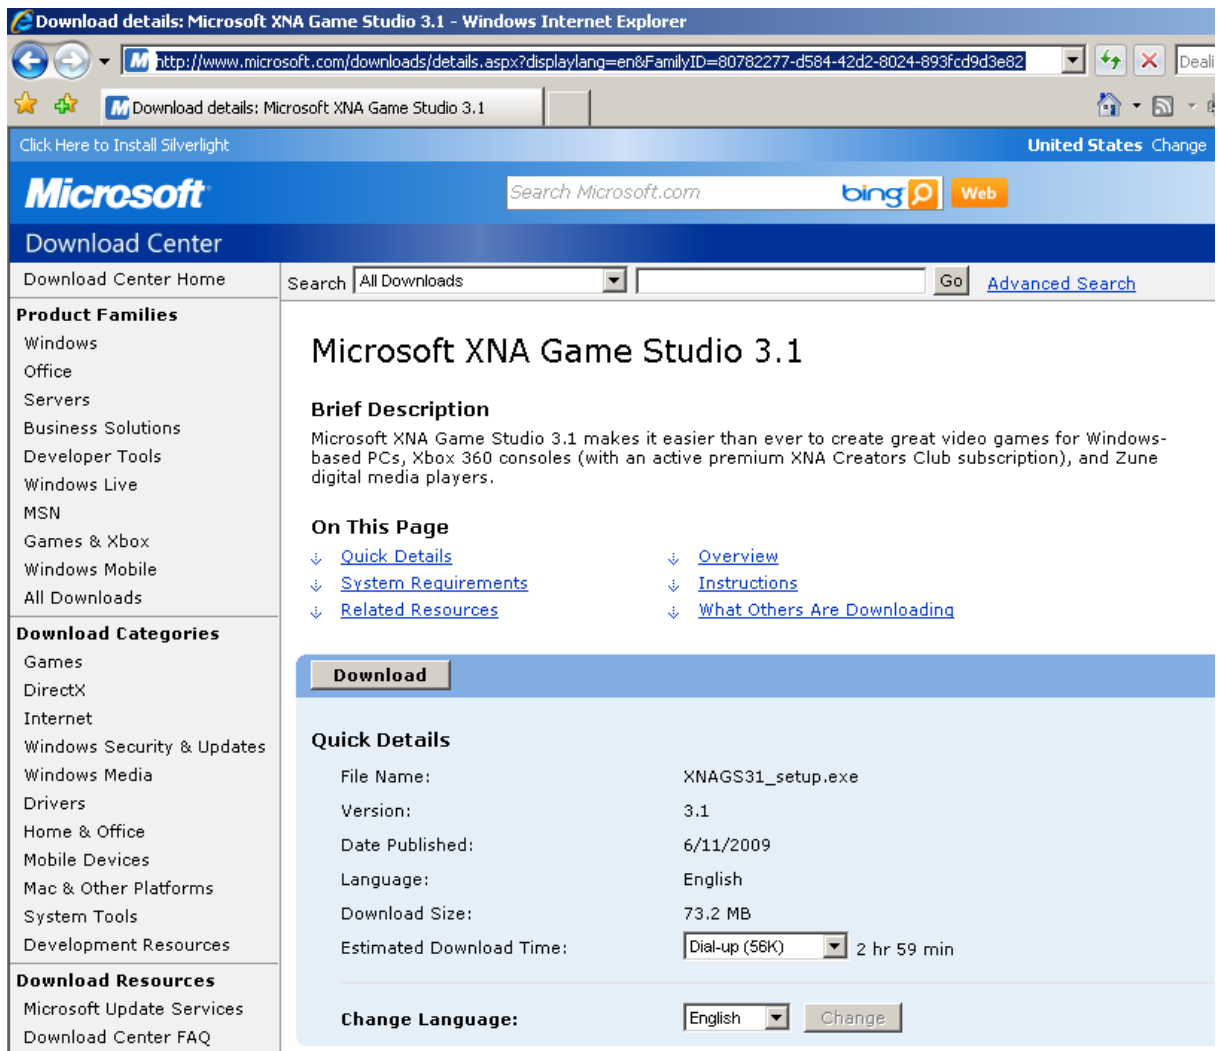 Download details: Microsoft XNA Game Studio 3.1 - Windows Internet Explorer
http://www.microsoft.com/downloads/details.aspx?displaylang=en&FamilyID=80782277-d584-42d2-8024-893fcd9d3e82
Deali
Download details: Microsoft XNA Game Studio 3.1
Click Here to Install Silverlight
United States Change
Microsoft
Search Microsoft.com
bing
Web
Download Center
Download Center Home
Search All Downloads Go Advanced Search
Product Families
Windows
Office
Servers
Business Solutions
Developer Tools
Windows Live
MSN
Games & Xbox
Windows Mobile
All Downloads
Download Categories
Games
DirectX
Internet
Windows Security & Updates
Windows Media
Drivers
Home & Office
Mobile Devices
Mac & Other Platforms
System Tools
Development Resources
Download Resources
Microsoft Update Services
Download Center FAQ
Microsoft XNA Game Studio 3.1
Brief Description
Microsoft XNA Game Studio 3.1 makes it easier than ever to create great video games for Windows-
based PCs, Xbox 360 consoles (with an active premium XNA Creators Club subscription), and Zune
digital media players.
On This Page
Quick Details
Overview
System Requirements
Instructions
Related Resources
What Others Are Downloading
Download
Quick Details
File Name: XNAGS31_setup.exe
Version: 3.1
Date Published: 6/11/2009
Language: English
Download Size: 73.2 MB
Estimated Download Time: Dial-up (56K) 2 hr 59 min
Change Language: English Change